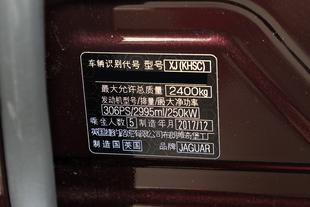 车辆识别代号 型号 XJ (KHSC)
最大允许总质量 2400kg
发动机型号/排量/最大净功率
306PS/2995ml/250kW
乘坐人数 5 制造年月 2017/12
制造国 英国 品牌 JAGUAR